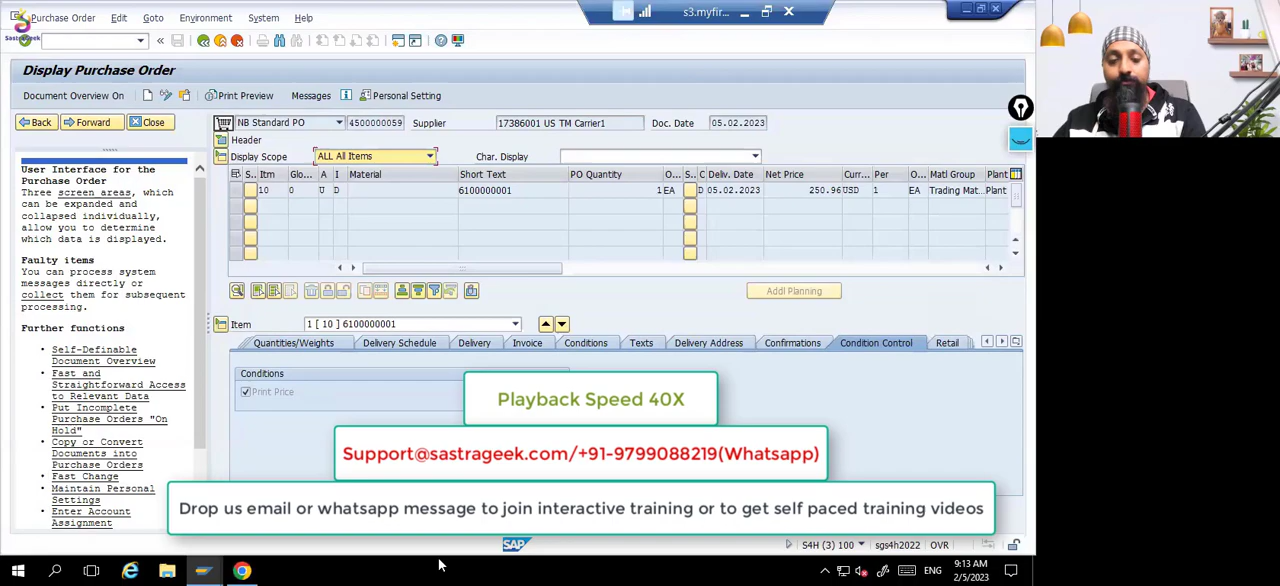 Purchase Order Edit Goto Environment System Help
s3.myfir...
Sastrageek
Display Purchase Order
Document Overview On Print Preview Messages Personal Setting
Back Forward Close
NB Standard PO 4500000059 Supplier 17386001 US TM Carrier1 Doc. Date 05.02.2023
Header
Display Scope ALL All Items Char. Display
S.. Itm Glo... A I Material Short Text PO Quantity O... S.. C Deliv. Date Net Price Curr... Per O... Matl Group Plant
10 0 U D 6100000001 1 EA D 05.02.2023 250.96 USD 1 EA Trading Mat... Plant
Addl Planning
Item 1 [ 10 ] 6100000001
Quantities/Weights Delivery Schedule Delivery Invoice Conditions Texts Delivery Address Confirmations Condition Control Retail
Conditions
Print Price
User Interface for the
Purchase Order
Three screen areas, which
can be expanded and
collapsed individually,
allow you to determine
which data is displayed.
Faulty items
You can process system
messages directly or
collect them for subsequent
processing.
Further functions
• Self-Definable
Document Overview
• Fast and
Straightforward Access
to Relevant Data
• Put Incomplete
Purchase Orders "On
Hold"
• Copy or Convert
Documents into
Purchase Orders
• Fast Change
• Maintain Personal
Settings
• Enter Account
Assignment
Playback Speed 40X
Support@sastrageek.com/+91-9799088219(Whatsapp)
Drop us email or whatsapp message to join interactive training or to get self paced training videos
SAP
S4H (3) 100 sgs4h2022 OVR
ENG
9:13 AM
2/5/2023